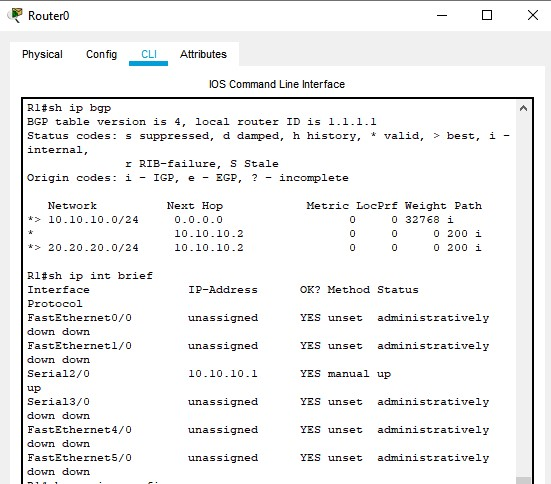 Router0
Physical Config CLI Attributes
IOS Command Line Interface
R1#sh ip bgp
BGP table version is 4, local router ID is 1.1.1.1
Status codes: s suppressed, d damped, h history, * valid, > best, i -
internal,
r RIB-failure, S Stale
Origin codes: i - IGP, e - EGP, ? - incomplete
Network Next Hop Metric LocPrf Weight Path
*> 10.10.10.0/24 0.0.0.0 0 0 32768 i
* 10.10.10.2 0 0 0 200 i
*> 20.20.20.0/24 10.10.10.2 0 0 0 200 i
R1#sh ip int brief
Interface IP-Address OK? Method Status
Protocol
FastEthernet0/0 unassigned YES unset administratively
down down
FastEthernet1/0 unassigned YES unset administratively
down down
Serial2/0 10.10.10.1 YES manual up
up
Serial3/0 unassigned YES unset administratively
down down
FastEthernet4/0 unassigned YES unset administratively
down down
FastEthernet5/0 unassigned YES unset administratively
down down